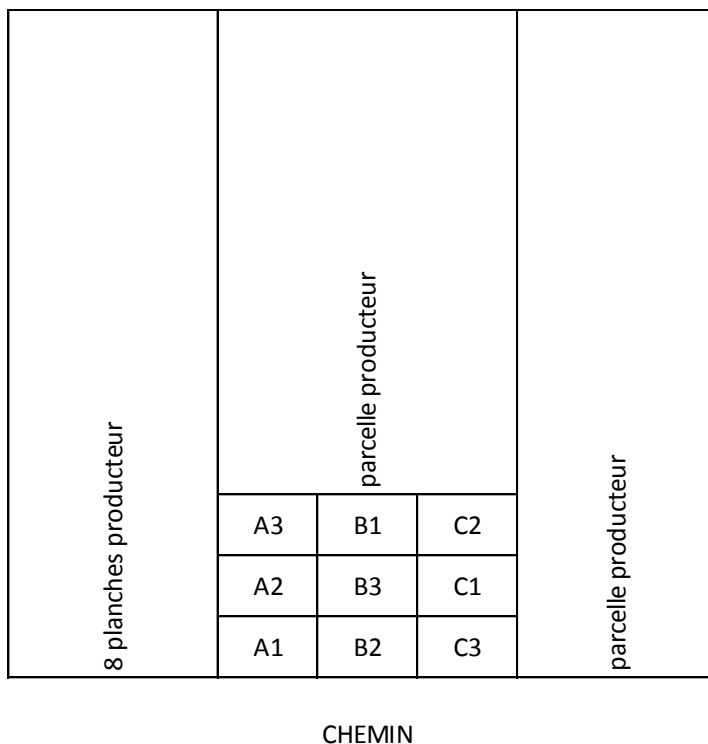 8 planches producteur
parcelle producteur
parcelle producteur
A3 B1 C2
A2 B3 C1
A1 B2 C3
CHEMIN